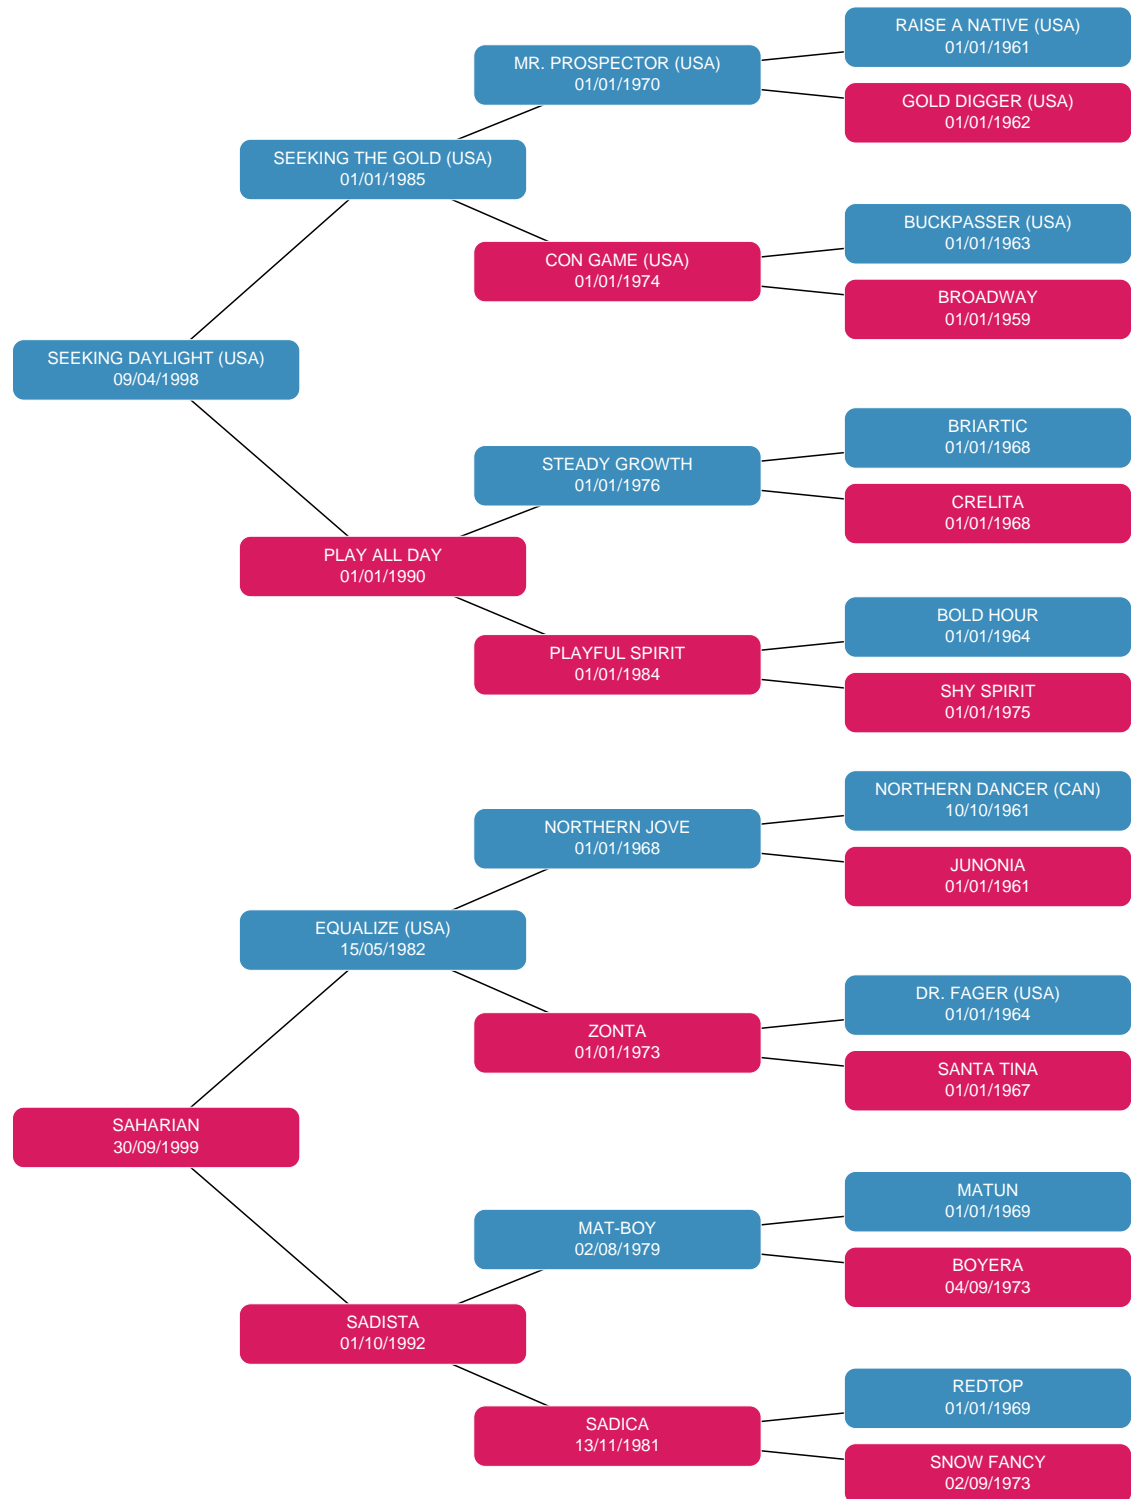 RAISE A NATIVE (USA)
01/01/1961
MR. PROSPECTOR (USA)
01/01/1970
GOLD DIGGER (USA)
01/01/1962
SEEKING THE GOLD (USA)
01/01/1985
BUCKPASSER (USA)
01/01/1963
CON GAME (USA)
01/01/1974
BROADWAY
01/01/1959
SEEKING DAYLIGHT (USA)
09/04/1998
BRIARTIC
01/01/1968
STEADY GROWTH
01/01/1976
CRELITA
01/01/1968
PLAY ALL DAY
01/01/1990
BOLD HOUR
01/01/1964
PLAYFUL SPIRIT
01/01/1984
SHY SPIRIT
01/01/1975
NORTHERN DANCER (CAN)
10/10/1961
NORTHERN JOVE
01/01/1968
JUNONIA
01/01/1961
EQUALIZE (USA)
15/05/1982
DR. FAGER (USA)
01/01/1964
ZONTA
01/01/1973
SANTA TINA
01/01/1967
SAHARIAN
30/09/1999
MATUN
01/01/1969
MAT-BOY
02/08/1979
BOYERA
04/09/1973
SADISTA
01/10/1992
REDTOP
01/01/1969
SADICA
13/11/1981
SNOW FANCY
02/09/1973